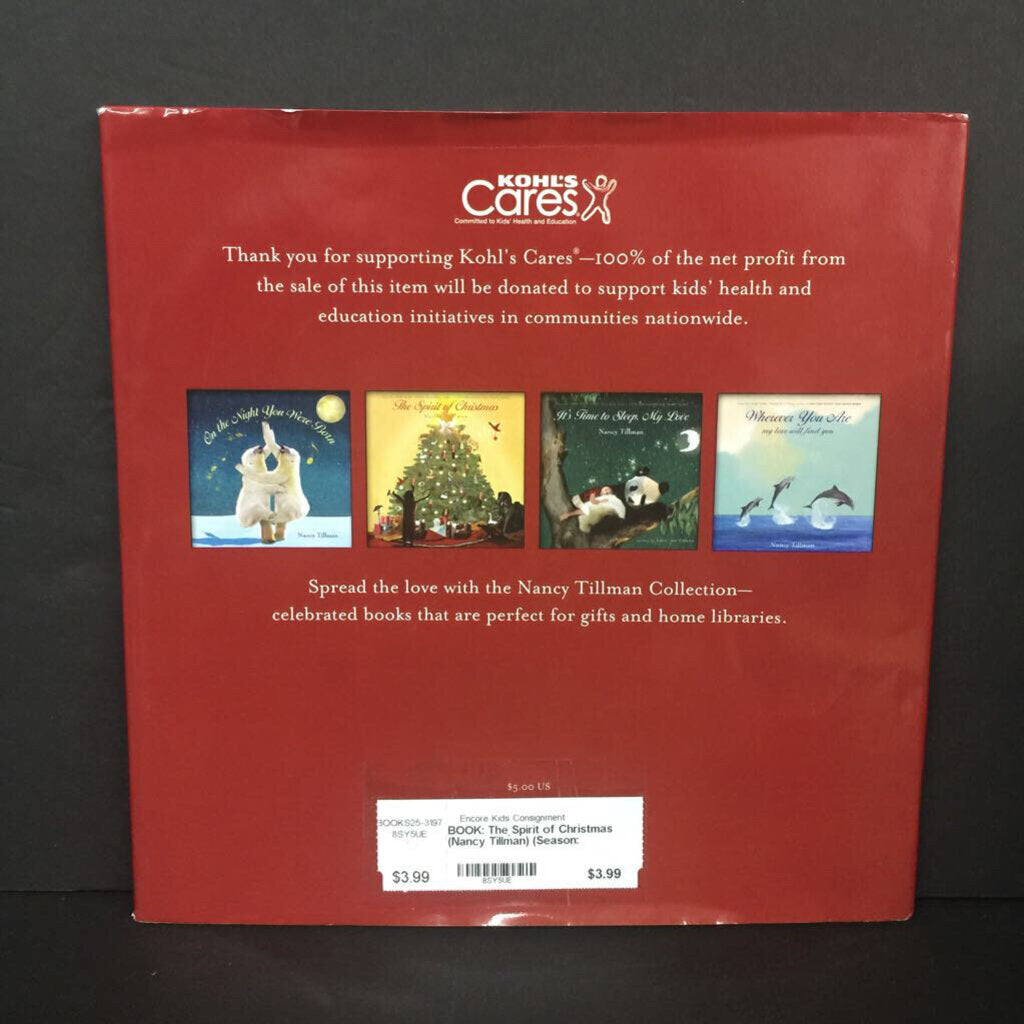 KOHL'S
Cares
Committed to Kids' Health and Education
Thank you for supporting Kohl's Cares®—100% of the net profit from
the sale of this item will be donated to support kids' health and
education initiatives in communities nationwide.
On the Night You Were Born
Nancy Tillman
The Spirit of Christmas
It's Time to Sleep, My Love
Nancy Tillman
Wherever You Are
my love will find you
Nancy Tillman
Spread the love with the Nancy Tillman Collection—
celebrated books that are perfect for gifts and home libraries.
$5.00 US
BOOKS25-3197
8SY5UE
$3.99
Encore Kids Consignment
BOOK: The Spirit of Christmas
(Nancy Tillman) (Season:
8SY5UE
$3.99